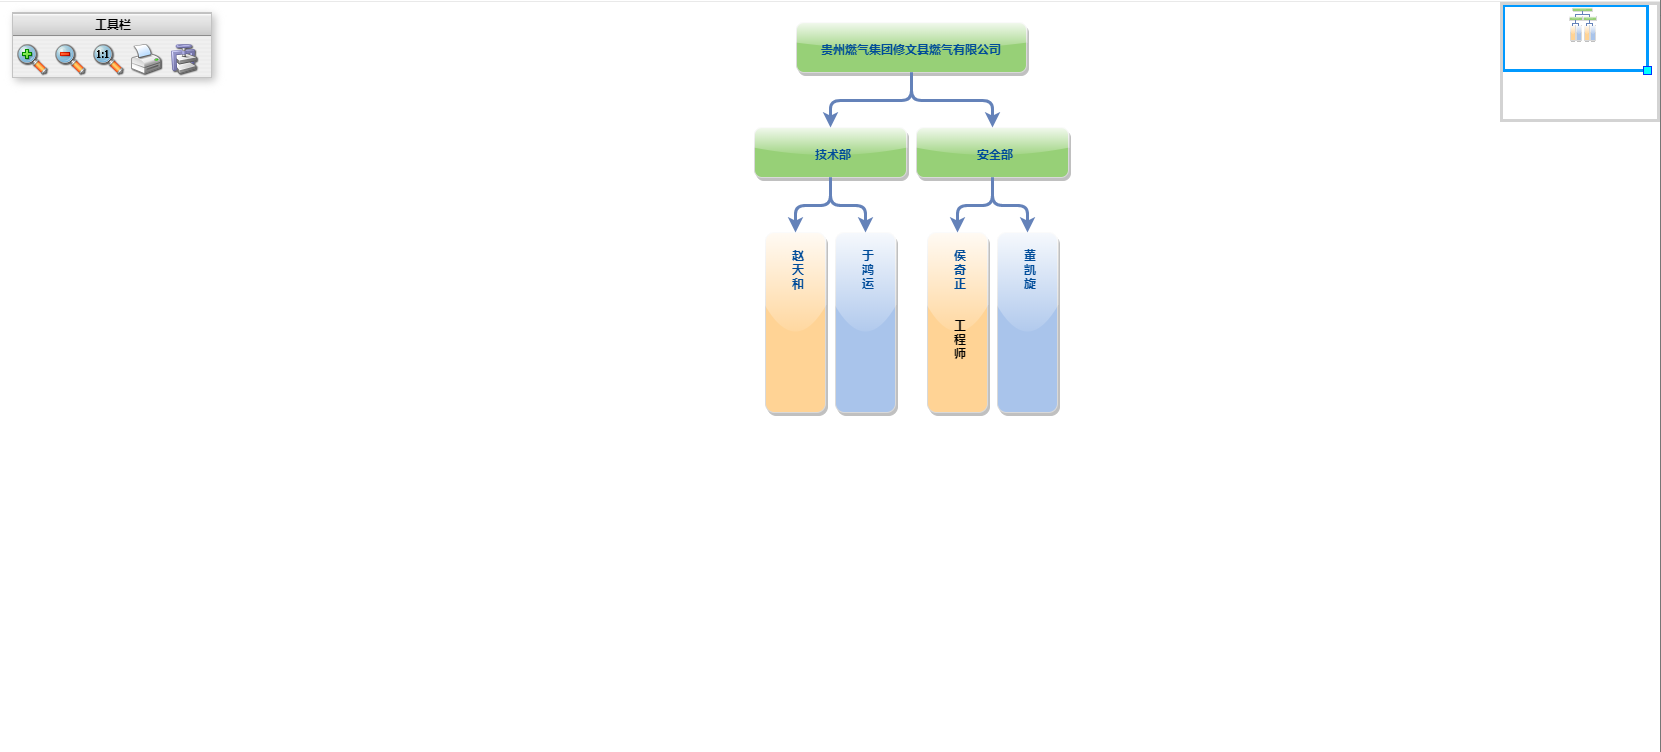 工具栏
1:1
贵州燃气集团修文县燃气有限公司
技术部
安全部
赵天和
于鸿运
侯奇正
工程师
董凯旋